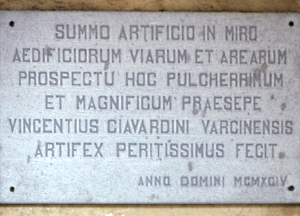 SUMMO ARTIFICIO IN MIRO
AEDIFICIORUM VIARUM ET AREARUM
PROSPECTU HOC PULCHERRIMUM
ET MAGNIFICUM PRAESEPE
VINCENTIUS CIAVARDINI VARCINENSIS
ARTIFEX PERITISSIMUS FECIT
ANNO DOMINI MCMXCIV